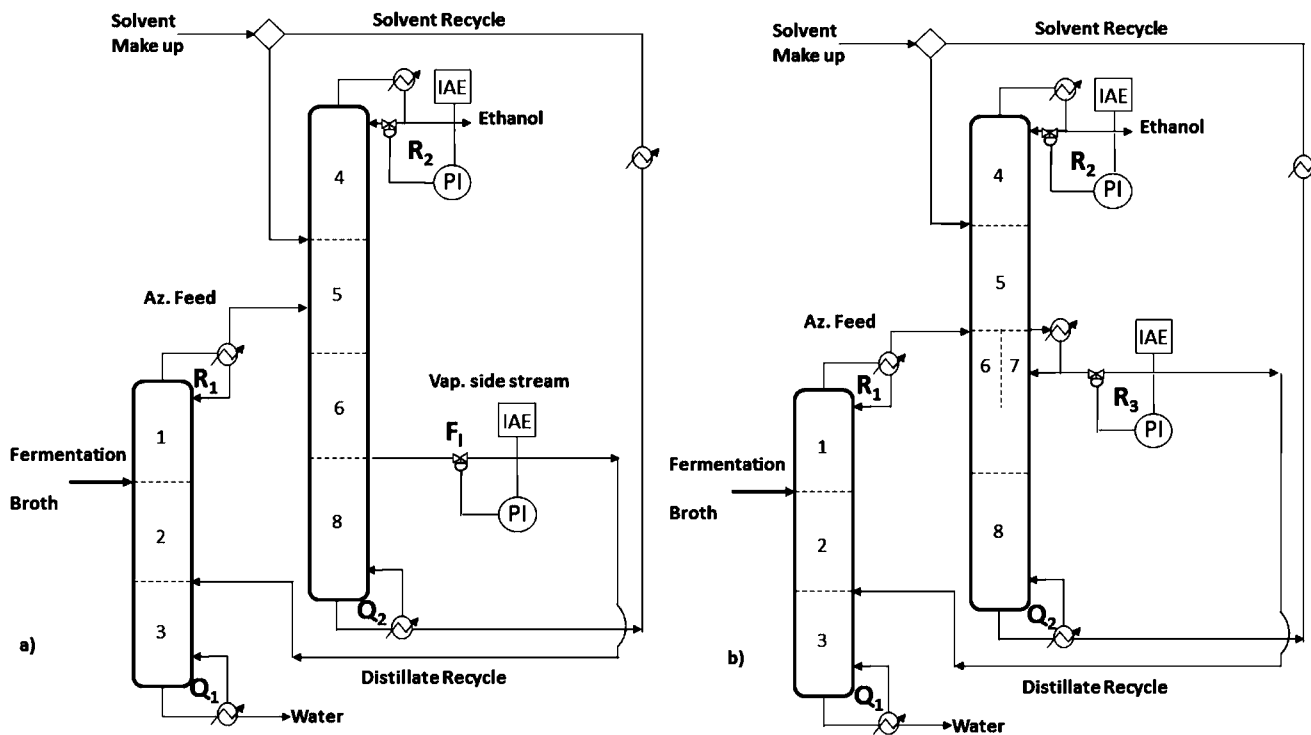 Solvent
Make up
Solvent Recycle
IAE
Ethanol
R2
PI
4
5
Az. Feed
6
Vap. side stream
R1
IAE
FI
1
Fermentation
Broth
PI
8
2
Q2
3
a)
Distillate Recycle
Q1
Water
Solvent
Make up
Solvent Recycle
IAE
Ethanol
R2
PI
4
5
Az. Feed
IAE
6 7
R1
R3
1
PI
Fermentation
Broth
8
2
Q2
3
b)
Distillate Recycle
Q1
Water